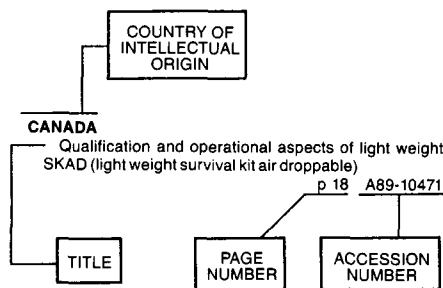 COUNTRY OF
INTELLECTUAL
ORIGIN
CANADA
Qualification and operational aspects of light weight
SKAD (light weight survival kit air droppable)
p 18 A89-10471
TITLE
PAGE
NUMBER
ACCESSION
NUMBER